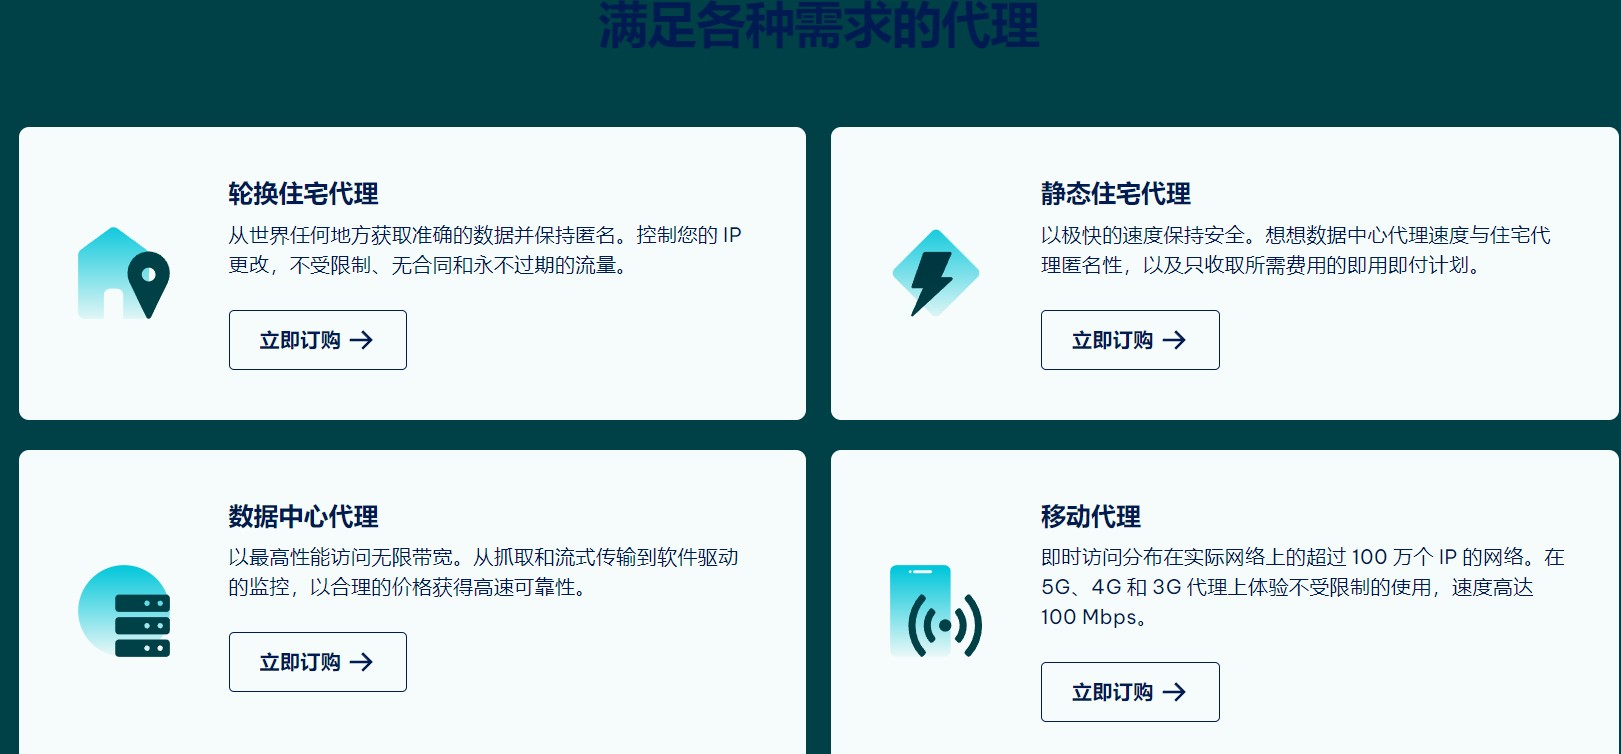 满足各种需求的代理
轮换住宅代理
从世界任何地方获取准确的数据并保持匿名。控制您的 IP
更改，不受限制、无合同和永不过期的流量。
立即订购
静态住宅代理
以极快的速度保持安全。想想数据中心代理速度与住宅代
理匿名性，以及只收取所需费用的即用即付计划。
立即订购
数据中心代理
以最高性能访问无限带宽。从抓取和流式传输到软件驱动
的监控，以合理的价格获得高速可靠性。
立即订购
移动代理
即时访问分布在实际网络上的超过 100 万个 IP 的网络。在
5G、4G 和 3G 代理上体验不受限制的使用，速度高达
100 Mbps。
立即订购